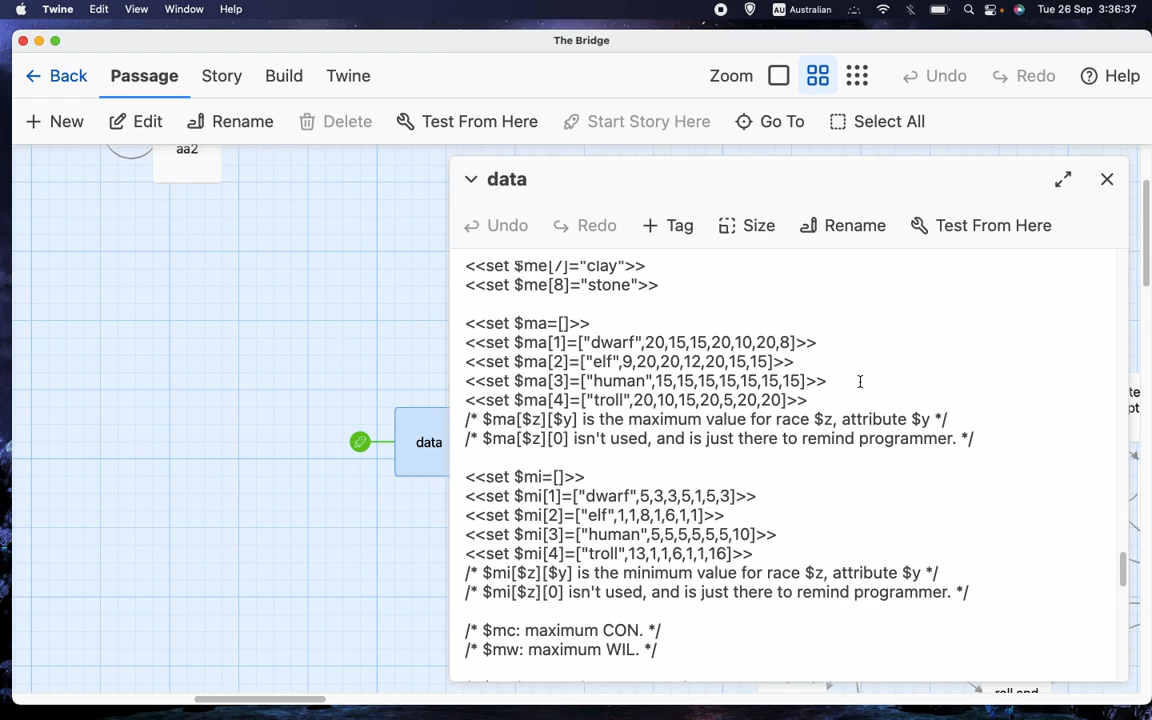 Twine Edit View Window Help AU Australian Tue 26 Sep 3:36:37
The Bridge
Back Passage Story Build Twine Zoom Undo Redo Help
New Edit Rename Delete Test From Here Start Story Here Go To Select All
aa2
data
Undo Redo Tag Size Rename Test From Here
<<set $me[7]="clay">>
<<set $me[8]="stone">>
<<set $ma=[]>>
<<set $ma[1]=["dwarf",20,15,15,20,10,20,8]>>
<<set $ma[2]=["elf",9,20,20,12,20,15,15]>>
<<set $ma[3]=["human",15,15,15,15,15,15,15]>>
<<set $ma[4]=["troll",20,10,15,20,5,20,20]>>
/* $ma[$z][$y] is the maximum value for race $z, attribute $y */
/* $ma[$z][0] isn't used, and is just there to remind programmer. */
<<set $mi=[]>>
<<set $mi[1]=["dwarf",5,3,3,5,1,5,3]>>
<<set $mi[2]=["elf",1,1,8,1,6,1,1]>>
<<set $mi[3]=["human",5,5,5,5,5,5,10]>>
<<set $mi[4]=["troll",13,1,1,6,1,1,16]>>
/* $mi[$z][$y] is the minimum value for race $z, attribute $y */
/* $mi[$z][0] isn't used, and is just there to remind programmer. */
/* $mc: maximum CON. */
/* $mw: maximum WIL. */
data
roll and